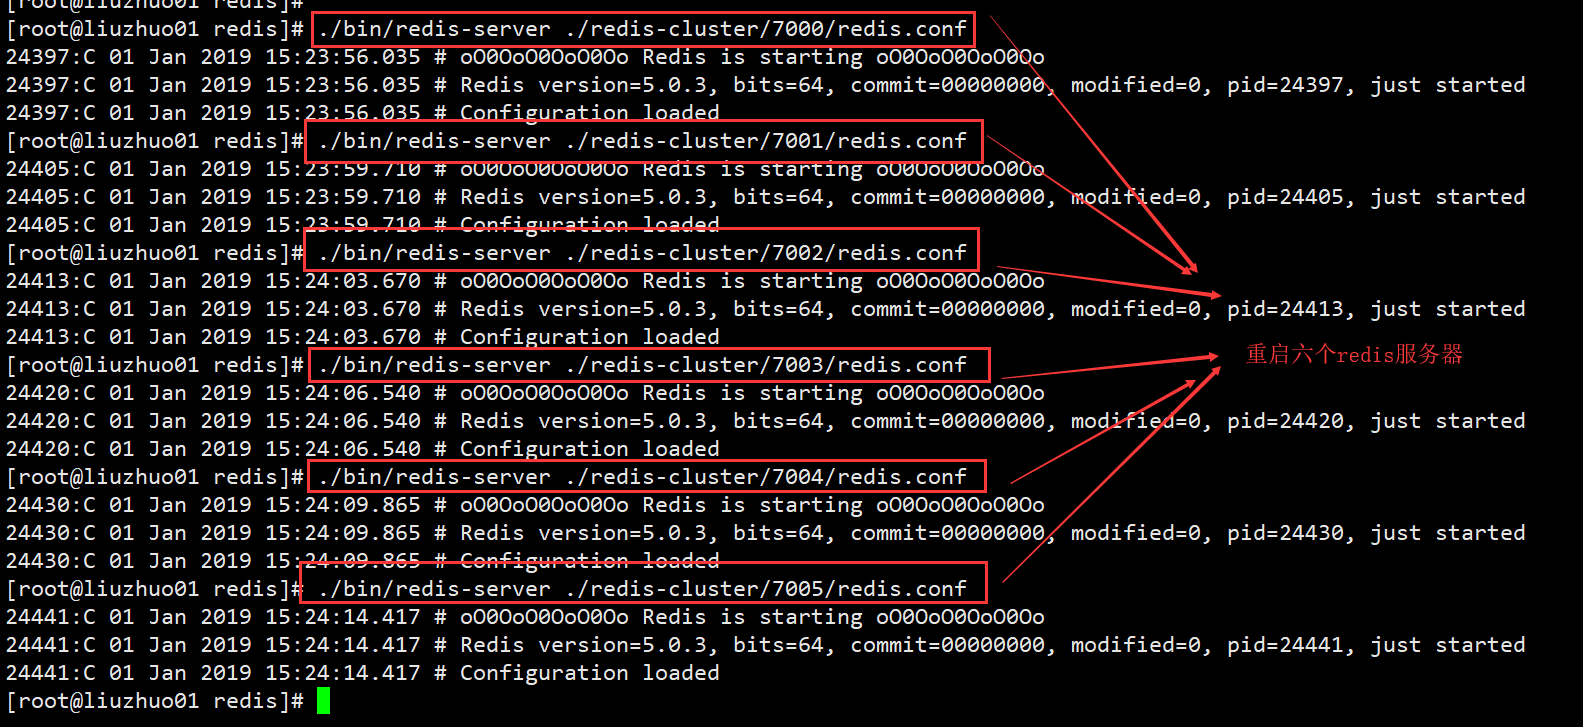 [root@liuzhuo01 redis]#
[root@liuzhuo01 redis]# ./bin/redis-server ./redis-cluster/7000/redis.conf
24397:C 01 Jan 2019 15:23:56.035 # oO0OoO0OoO0Oo Redis is starting oO0OoO0OoO0Oo
24397:C 01 Jan 2019 15:23:56.035 # Redis version=5.0.3, bits=64, commit=00000000, modified=0, pid=24397, just started
24397:C 01 Jan 2019 15:23:56.035 # Configuration loaded
[root@liuzhuo01 redis]# ./bin/redis-server ./redis-cluster/7001/redis.conf
24405:C 01 Jan 2019 15:23:59.710 # oO0OoO0OoO0Oo Redis is starting oO0OoO0OoO0Oo
24405:C 01 Jan 2019 15:23:59.710 # Redis version=5.0.3, bits=64, commit=00000000, modified=0, pid=24405, just started
24405:C 01 Jan 2019 15:23:59.710 # Configuration loaded
[root@liuzhuo01 redis]# ./bin/redis-server ./redis-cluster/7002/redis.conf
24413:C 01 Jan 2019 15:24:03.670 # oO0OoO0OoO0Oo Redis is starting oO0OoO0OoO0Oo
24413:C 01 Jan 2019 15:24:03.670 # Redis version=5.0.3, bits=64, commit=00000000, modified=0, pid=24413, just started
24413:C 01 Jan 2019 15:24:03.670 # Configuration loaded
[root@liuzhuo01 redis]# ./bin/redis-server ./redis-cluster/7003/redis.conf
重启六个redis服务器
24420:C 01 Jan 2019 15:24:06.540 # oO0OoO0OoO0Oo Redis is starting oO0OoO0OoO0Oo
24420:C 01 Jan 2019 15:24:06.540 # Redis version=5.0.3, bits=64, commit=00000000, modified=0, pid=24420, just started
24420:C 01 Jan 2019 15:24:06.540 # Configuration loaded
[root@liuzhuo01 redis]# ./bin/redis-server ./redis-cluster/7004/redis.conf
24430:C 01 Jan 2019 15:24:09.865 # oO0OoO0OoO0Oo Redis is starting oO0OoO0OoO0Oo
24430:C 01 Jan 2019 15:24:09.865 # Redis version=5.0.3, bits=64, commit=00000000, modified=0, pid=24430, just started
24430:C 01 Jan 2019 15:24:09.865 # Configuration loaded
[root@liuzhuo01 redis]# ./bin/redis-server ./redis-cluster/7005/redis.conf
24441:C 01 Jan 2019 15:24:14.417 # oO0OoO0OoO0Oo Redis is starting oO0OoO0OoO0Oo
24441:C 01 Jan 2019 15:24:14.417 # Redis version=5.0.3, bits=64, commit=00000000, modified=0, pid=24441, just started
24441:C 01 Jan 2019 15:24:14.417 # Configuration loaded
[root@liuzhuo01 redis]#